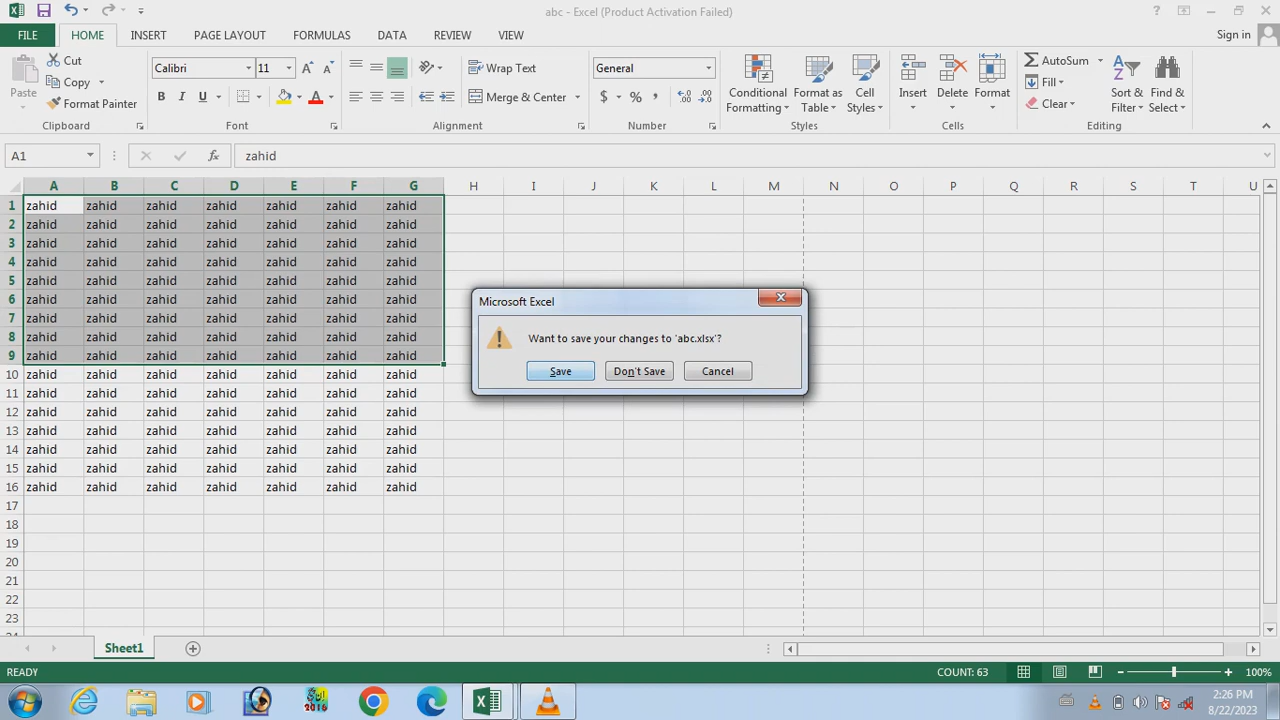 abc - Excel (Product Activation Failed)
FILE HOME INSERT PAGE LAYOUT FORMULAS DATA REVIEW VIEW Sign in
Paste
Cut
Copy
Format Painter
Clipboard
Calibri 11
B I U A
Font
Wrap Text
Merge & Center
Alignment
General
$ % ,
Number
Conditional Formatting
Format as Table
Cell Styles
Styles
Insert
Delete
Format
Cells
AutoSum
Fill
Clear
Sort & Filter
Find & Select
Editing
A1 fx zahid
A B C D E F G H I J K L M N O P Q R S T U
1 zahid zahid zahid zahid zahid zahid zahid
2 zahid zahid zahid zahid zahid zahid zahid
3 zahid zahid zahid zahid zahid zahid zahid
4 zahid zahid zahid zahid zahid zahid zahid
5 zahid zahid zahid zahid zahid zahid zahid
6 zahid zahid zahid zahid zahid zahid zahid
7 zahid zahid zahid zahid zahid zahid zahid
8 zahid zahid zahid zahid zahid zahid zahid
9 zahid zahid zahid zahid zahid zahid zahid
10 zahid zahid zahid zahid zahid zahid zahid
11 zahid zahid zahid zahid zahid zahid zahid
12 zahid zahid zahid zahid zahid zahid zahid
13 zahid zahid zahid zahid zahid zahid zahid
14 zahid zahid zahid zahid zahid zahid zahid
15 zahid zahid zahid zahid zahid zahid zahid
16 zahid zahid zahid zahid zahid zahid zahid
17
18
19
20
21
22
23
Microsoft Excel
Want to save your changes to 'abc.xlsx'?
Save Don't Save Cancel
Sheet1
READY COUNT: 63 100%
2:26 PM
8/22/2023